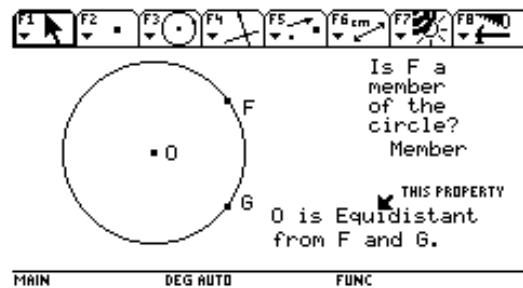 F1 F2 F3 F4 F5 F6 cm F7 F8
Is F a
member
of the
circle?
Member
F
O
G
THIS PROPERTY
O is Equidistant
from F and G.
MAIN DEG AUTO FUNC